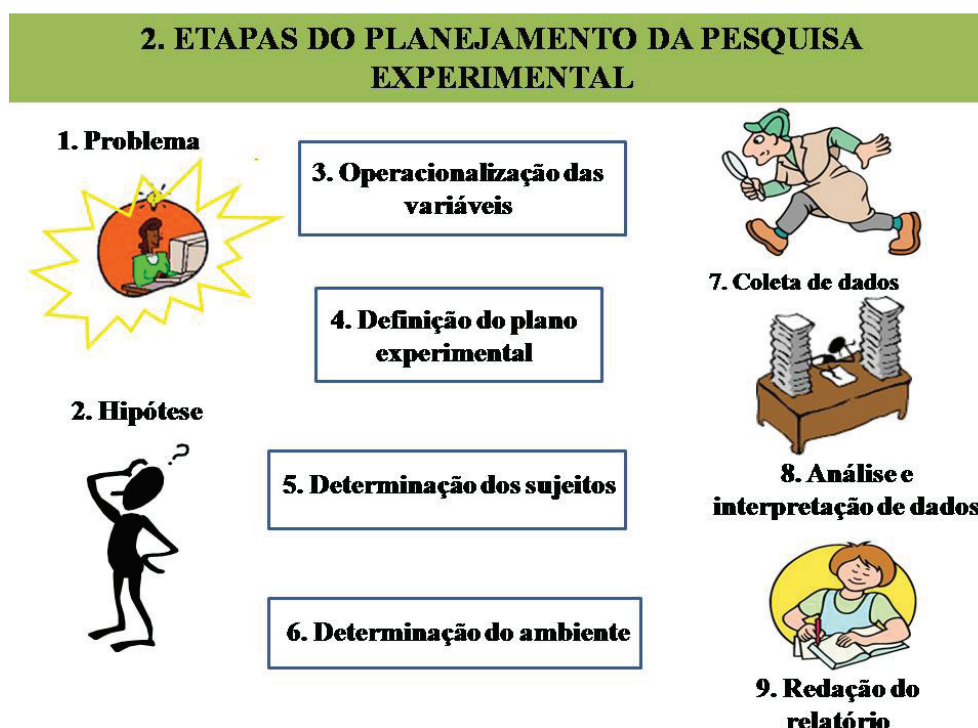 2. ETAPAS DO PLANEJAMENTO DA PESQUISA
EXPERIMENTAL
1. Problema
2. Hipótese
?
3. Operacionalização das
variáveis
4. Definição do plano
experimental
5. Determinação dos sujeitos
6. Determinação do ambiente
7. Coleta de dados
8. Análise e
interpretação de dados
9. Redação do
relatório